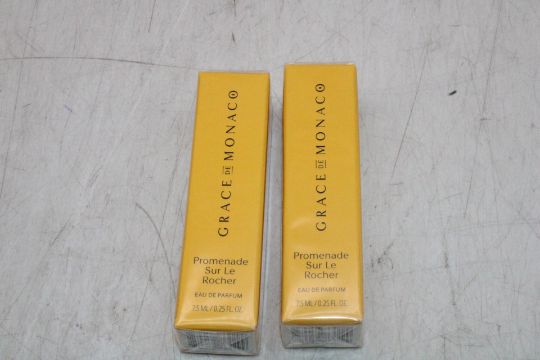 GRACE DE MONACO
Promenade
Sur Le
Rocher
EAU DE PARFUM
7.5 ML / 0.25 FL. OZ.
GRACE DE MONACO
Promenade
Sur Le
Rocher
EAU DE PARFUM
7.5 ML / 0.25 FL. OZ.